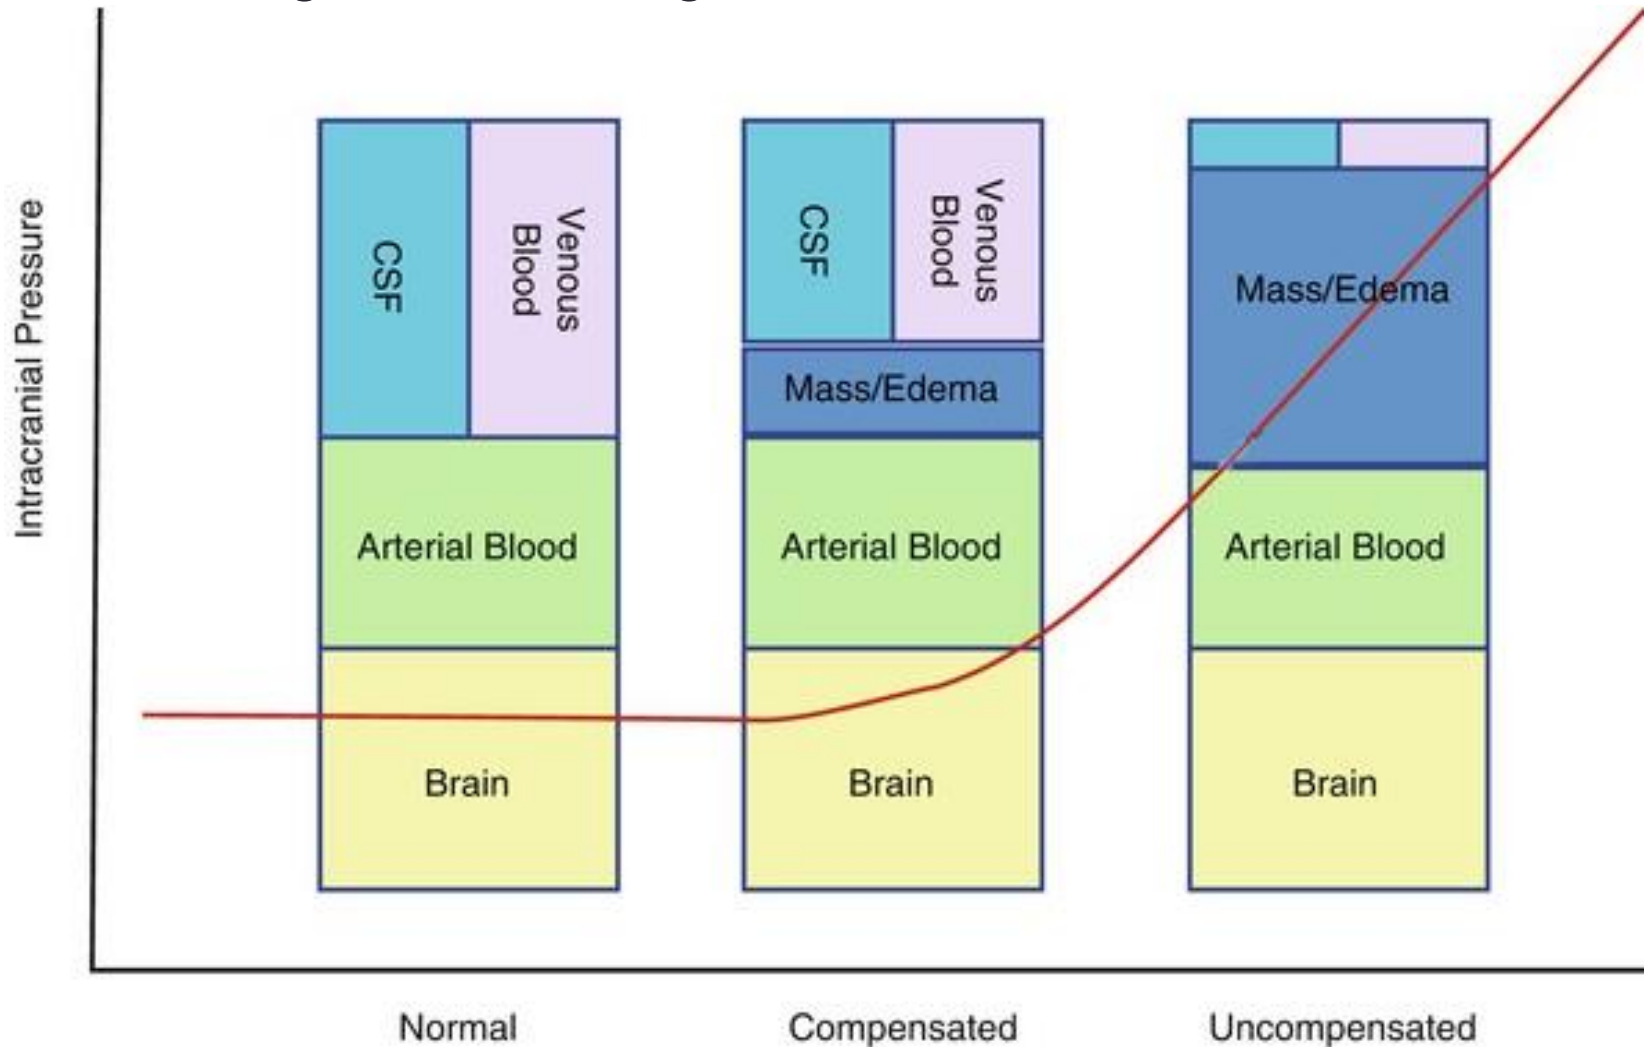 Intracranial Pressure
CSF
Venous
Blood
Arterial Blood
Brain
CSF
Venous
Blood
Mass/Edema
Arterial Blood
Brain
Mass/Edema
Arterial Blood
Brain
Normal
Compensated
Uncompensated